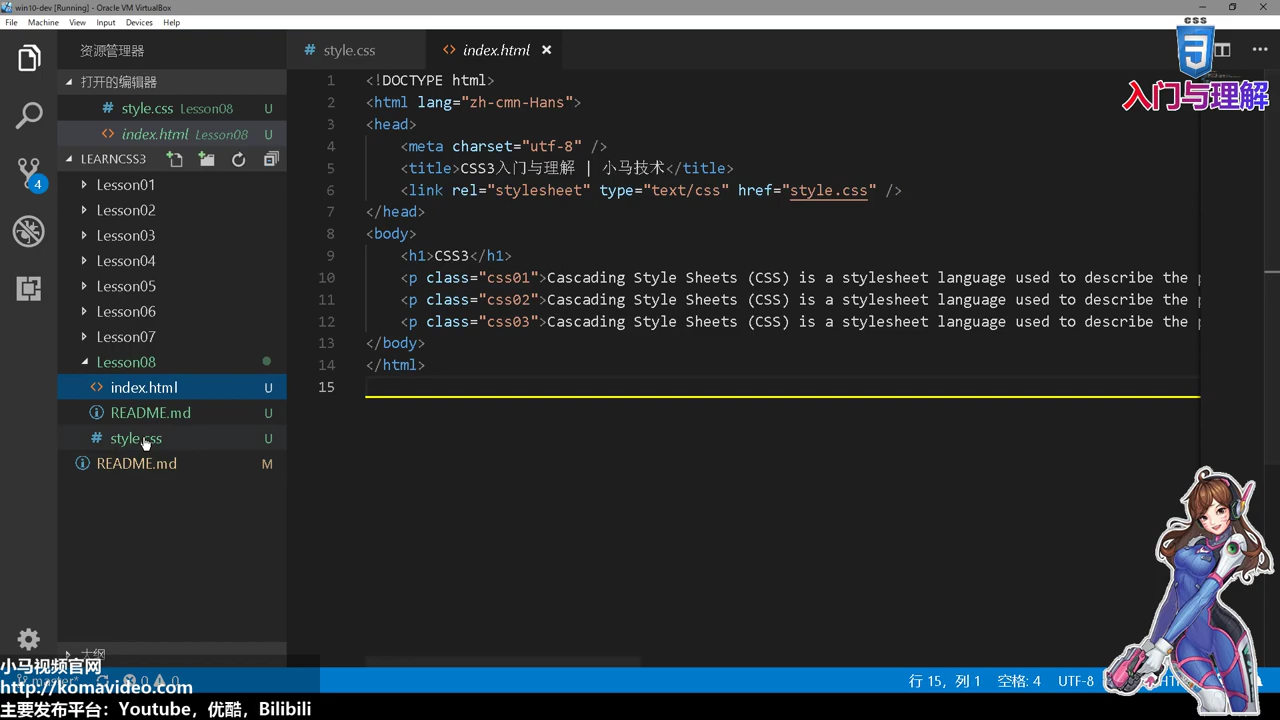 win10-dev [Running] - Oracle VM VirtualBox
File Machine View Input Devices Help
资源管理器
打开的编辑器
# style.css Lesson08 U
<> index.html Lesson08 U
LEARNCSS3
Lesson01
Lesson02
Lesson03
Lesson04
Lesson05
Lesson06
Lesson07
Lesson08
<> index.html U
README.md U
# style.css U
README.md M
大纲
4
# style.css
<> index.html
1 <!DOCTYPE html>
2 <html lang="zh-cmn-Hans">
3 <head>
4 <meta charset="utf-8" />
5 <title>CSS3入门与理解 | 小马技术</title>
6 <link rel="stylesheet" type="text/css" href="style.css" />
7 </head>
8 <body>
9 <h1>CSS3</h1>
10 <p class="css01">Cascading Style Sheets (CSS) is a stylesheet language used to describe the p
11 <p class="css02">Cascading Style Sheets (CSS) is a stylesheet language used to describe the p
12 <p class="css03">Cascading Style Sheets (CSS) is a stylesheet language used to describe the p
13 </body>
14 </html>
15
CSS
3
入门与理解
master* 0 0
行 15，列 1 空格: 4 UTF-8
小马视频官网
http://komavideo.com
主要发布平台：Youtube，优酷，Bilibili